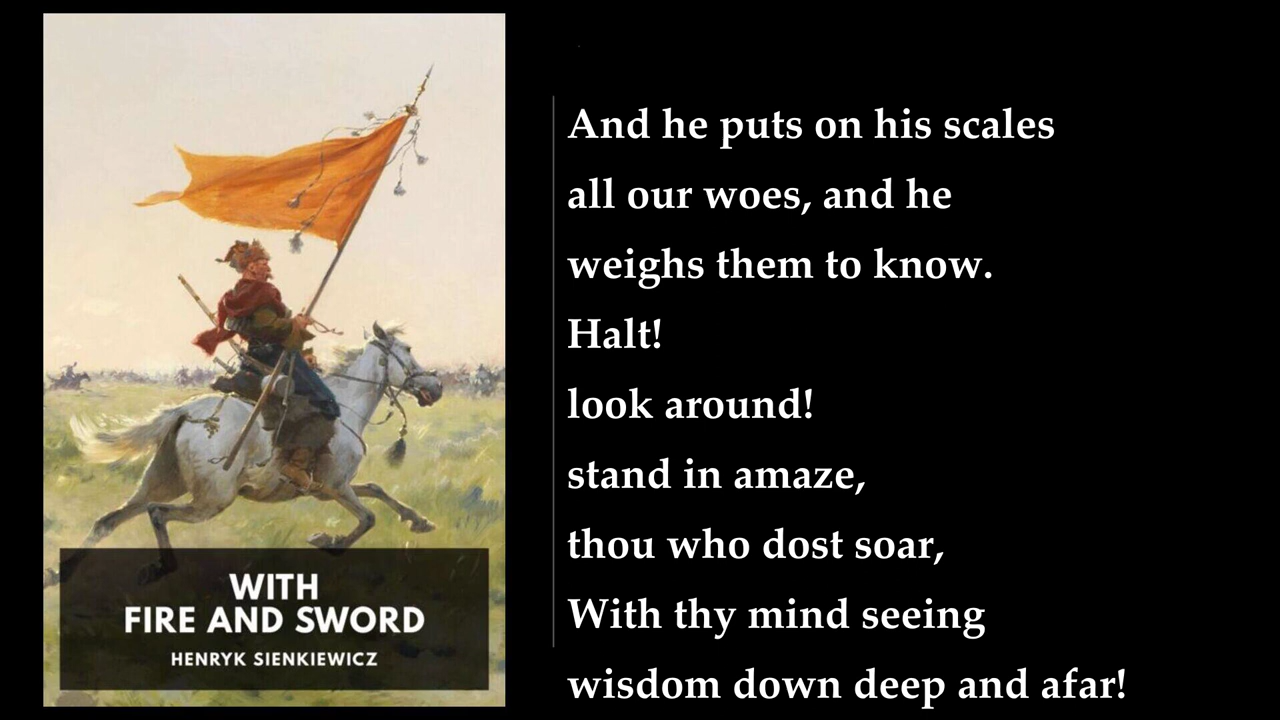 WITH
FIRE AND SWORD
HENRYK SIENKIEWICZ
And he puts on his scales
all our woes, and he
weighs them to know.
Halt!
look around!
stand in amaze,
thou who dost soar,
With thy mind seeing
wisdom down deep and afar!